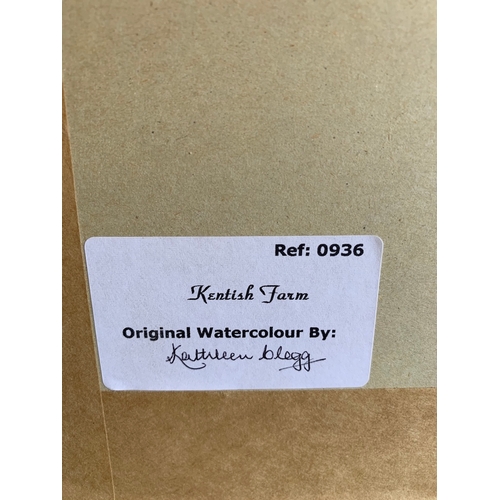 Ref: 0936
Kentish Farm
Original Watercolour By:
Kathleen Clegg